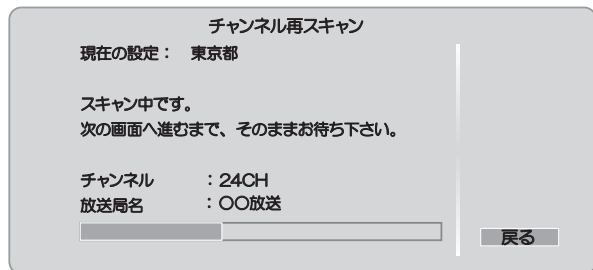 チャンネル再スキャン
現在の設定： 東京都
スキャン中です。
次の画面へ進むまで、そのままお待ち下さい。
チャンネル ：24CH
放送局名 ：〇〇放送
戻る